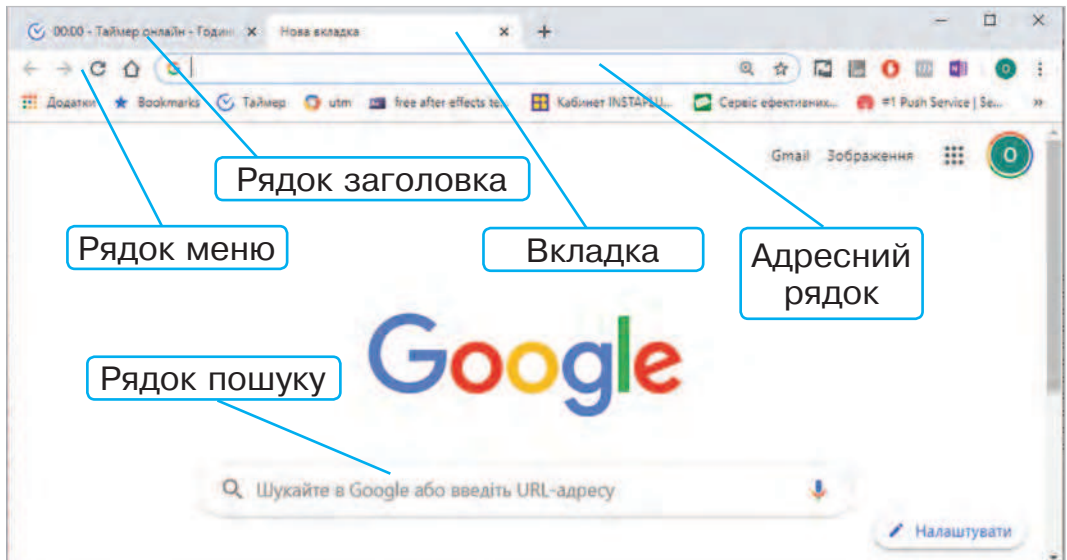 00:00 - Таймер онлайн - Годин
Нова вкладка
Додатки Bookmarks Таймер utm free after effects te... Кабинет INSTAPLU... Сервіс ефективних... #1 Push Service | Se... »
Gmail Зображення O
Рядок заголовка
Рядок меню
Вкладка
Адресний
рядок
Google
Рядок пошуку
Шукайте в Google або введіть URL-адресу
Налаштувати